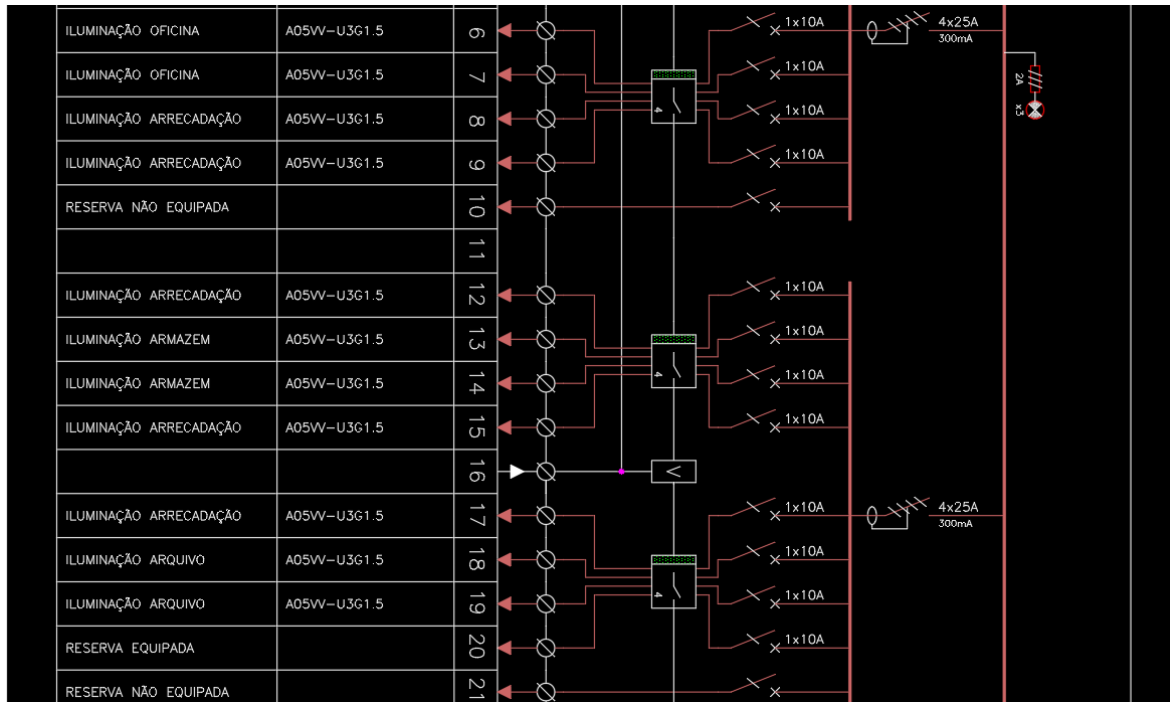 ILUMINAÇÃO OFICINA A05VV-U3G1.5 6 1x10A 4x25A
300mA
ILUMINAÇÃO OFICINA A05VV-U3G1.5 7 4 1x10A 2A
ILUMINAÇÃO ARRECADAÇÃO A05VV-U3G1.5 8 1x10A x3
ILUMINAÇÃO ARRECADAÇÃO A05VV-U3G1.5 9 1x10A
RESERVA NÃO EQUIPADA 10
11
ILUMINAÇÃO ARRECADAÇÃO A05VV-U3G1.5 12 1x10A
ILUMINAÇÃO ARMAZEM A05VV-U3G1.5 13 1x10A
ILUMINAÇÃO ARMAZEM A05VV-U3G1.5 14 4 1x10A
ILUMINAÇÃO ARRECADAÇÃO A05VV-U3G1.5 15 1x10A
16
ILUMINAÇÃO ARRECADAÇÃO A05VV-U3G1.5 17 1x10A 4x25A
300mA
ILUMINAÇÃO ARQUIVO A05VV-U3G1.5 18 1x10A
ILUMINAÇÃO ARQUIVO A05VV-U3G1.5 19 4 1x10A
RESERVA EQUIPADA 20 1x10A
RESERVA NÃO EQUIPADA 21